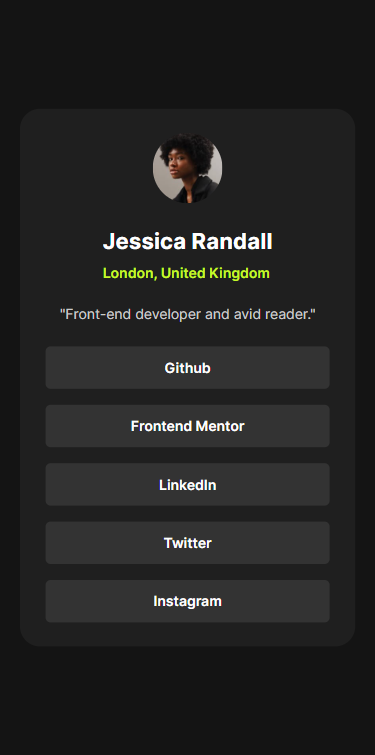 Jessica Randall
London, United Kingdom
"Front-end developer and avid reader."
Github
Frontend Mentor
LinkedIn
Twitter
Instagram